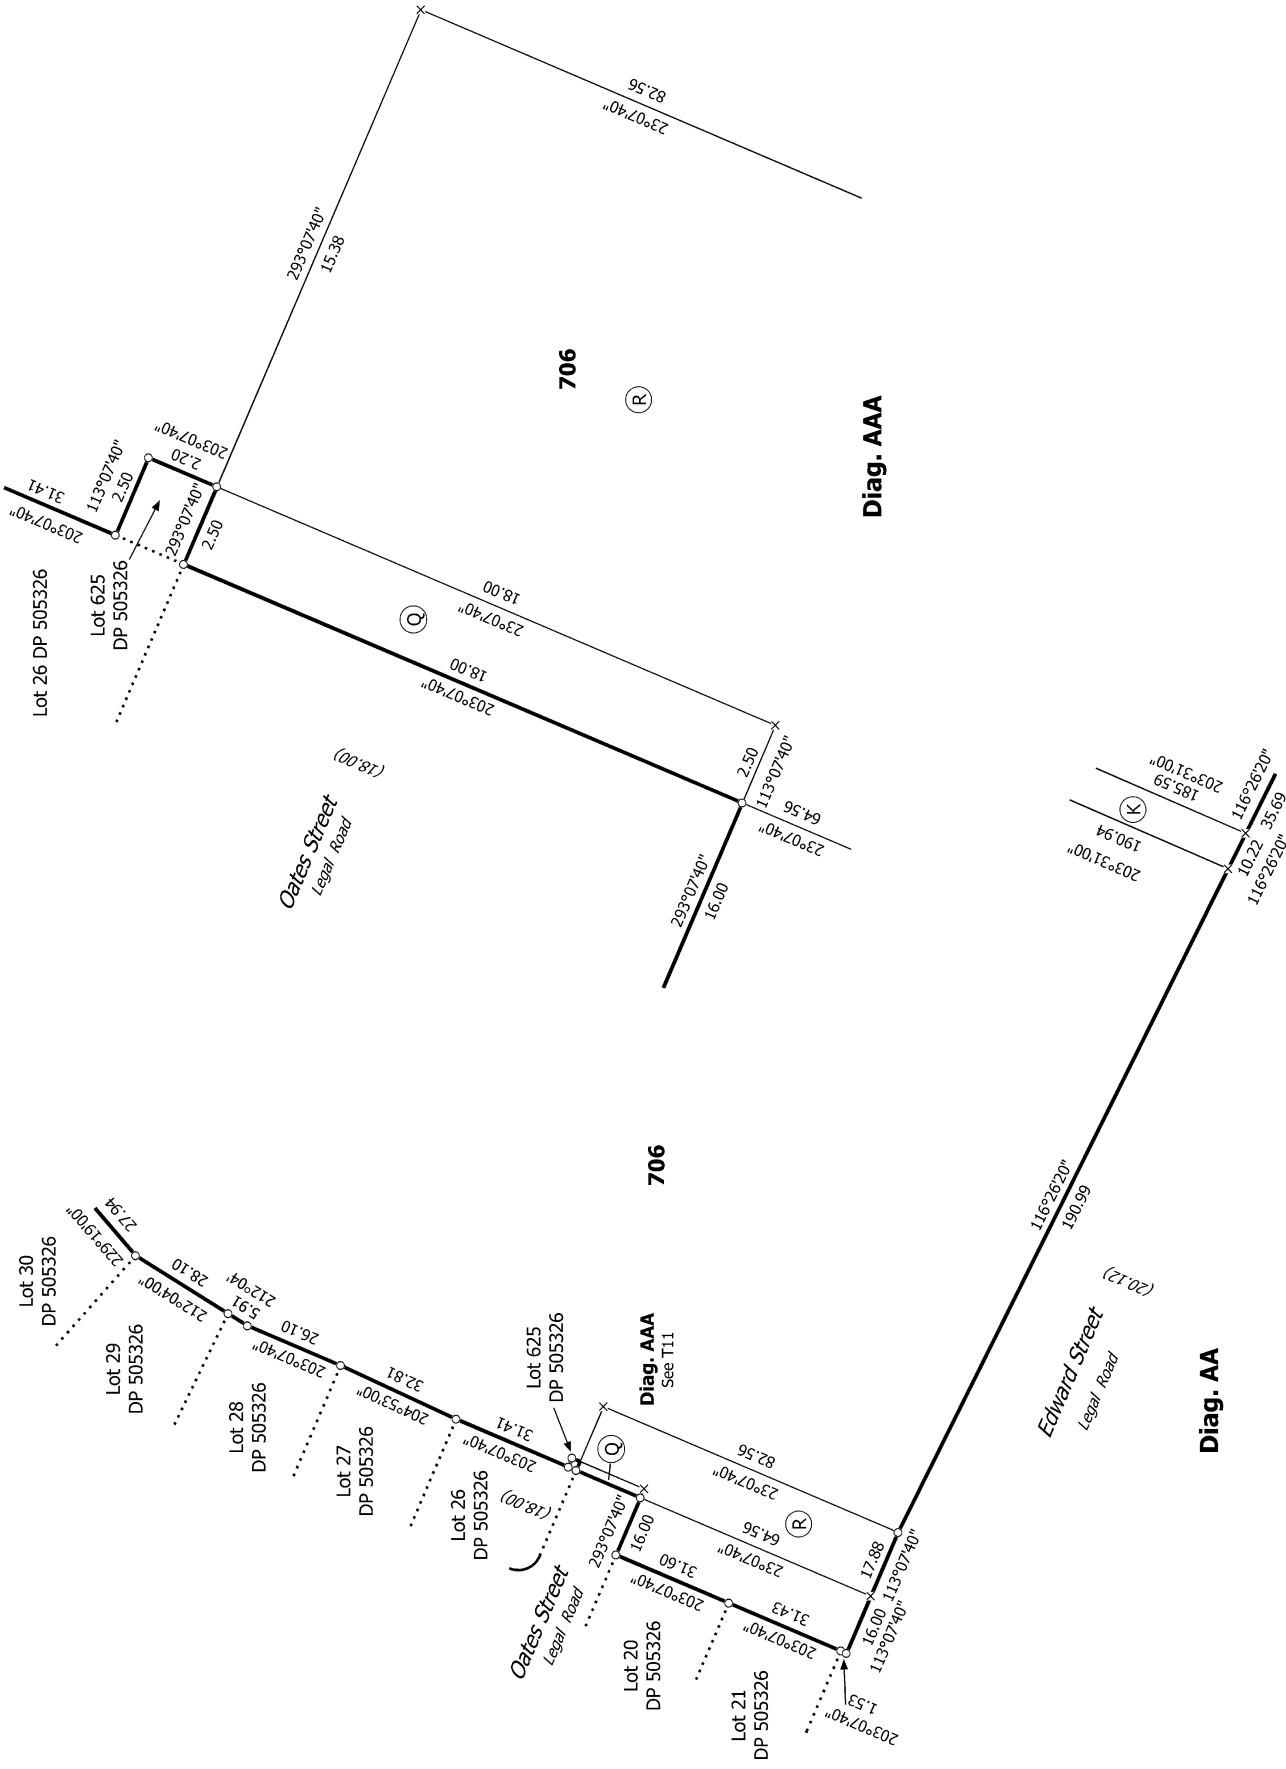 82.56
23°07'40"
293°07'40"
15.38
706
R
Diag. AAA
203°07'40"
2.20
113°07'40"
2.50
31.41
203°07'40"
293°07'40"
2.50
Lot 26 DP 505326
Lot 625
DP 505326
18.00
23°07'40"
Q
18.00
203°07'40"
(18.00)
Oates Street
Legal Road
2.50
113°07'40"
64.56
23°07'40"
293°07'40"
16.00
203°31'00"
185.59
K
190.94
203°31'00"
116°26'20"
35.69
10.22
116°26'20"
116°26'20"
190.99
706
(20.12)
Edward Street
Legal Road
Diag. AA
27.94
229°19'00"
Lot 30
DP 505326
28.10
212°04'00"
212°04'
5.91
Lot 29
DP 505326
26.10
203°07'40"
Lot 28
DP 505326
32.81
204°53'00"
Lot 27
DP 505326
31.41
203°07'40"
Lot 26
DP 505326
Lot 625
DP 505326
Diag. AAA
See T11
Q
(18.00)
82.56
23°07'40"
R
64.56
23°07'40"
293°07'40"
16.00
Oates Street
Legal Road
31.60
203°07'40"
Lot 20
DP 505326
31.43
203°07'40"
Lot 21
DP 505326
17.88
113°07'40"
16.00
113°07'40"
1.53
203°07'40"